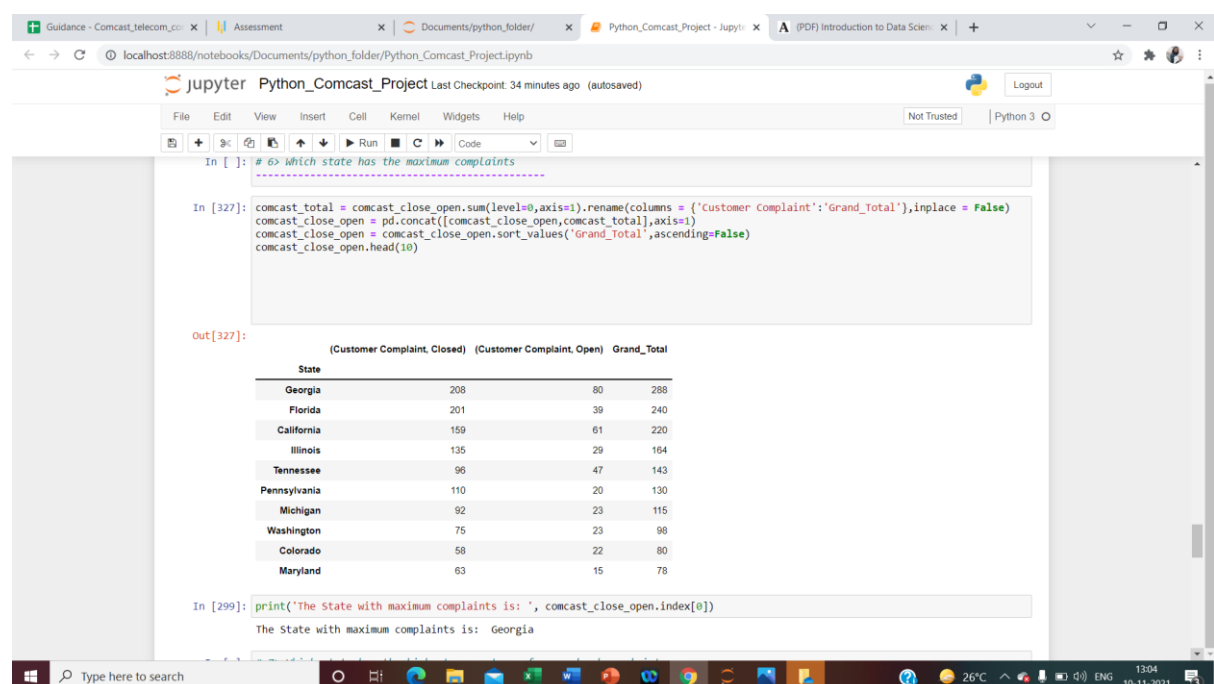 Guidance - Comcast_telecom_co
Assessment
Documents/python_folder/
Python_Comcast_Project - Jupyte
(PDF) Introduction to Data Scien
localhost:8888/notebooks/Documents/python_folder/Python_Comcast_Project.ipynb
jupyter Python_Comcast_Project Last Checkpoint: 34 minutes ago (autosaved)
Logout
File Edit View Insert Cell Kernel Widgets Help
Not Trusted
Python 3
Run
Code
In [ ]: # 6> Which state has the maximum complaints
------------------------------------------------
In [327]: comcast_total = comcast_close_open.sum(level=0,axis=1).rename(columns = {'Customer Complaint':'Grand_Total'},inplace = False)
comcast_close_open = pd.concat([comcast_close_open,comcast_total],axis=1)
comcast_close_open = comcast_close_open.sort_values('Grand_Total',ascending=False)
comcast_close_open.head(10)
Out[327]:
(Customer Complaint, Closed) (Customer Complaint, Open) Grand_Total
State
Georgia 208 80 288
Florida 201 39 240
California 159 61 220
Illinois 135 29 164
Tennessee 96 47 143
Pennsylvania 110 20 130
Michigan 92 23 115
Washington 75 23 98
Colorado 58 22 80
Maryland 63 15 78
In [299]: print('The State with maximum complaints is: ', comcast_close_open.index[0])
The State with maximum complaints is:  Georgia
Type here to search
26°C
ENG
13:04
10-11-2021